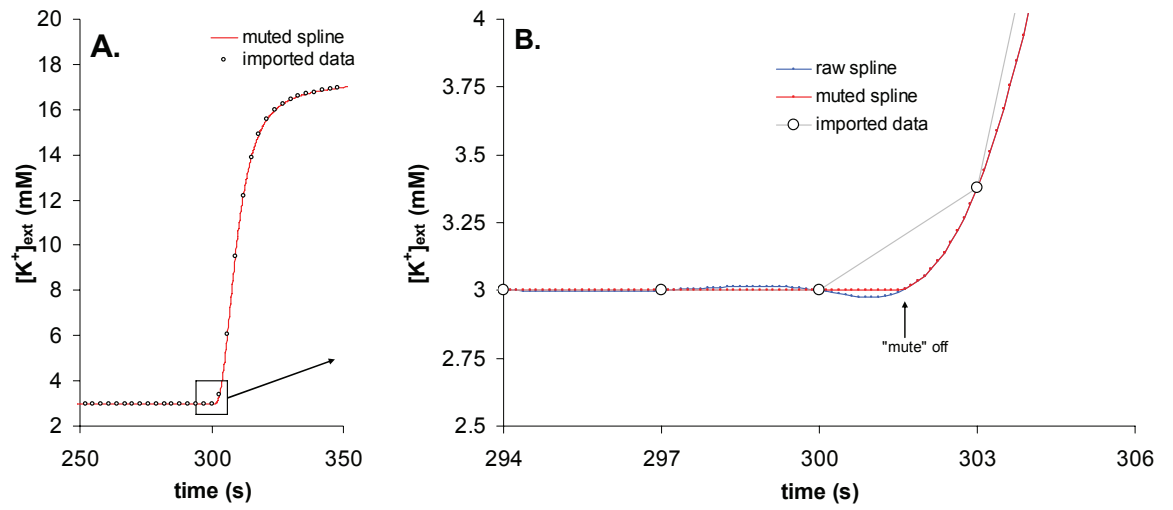 A.
muted spline
imported data
20
18
16
14
12
10
8
6
4
2
[K⁺]ext (mM)
250
300
350
time (s)
B.
raw spline
muted spline
imported data
4
3.75
3.5
3.25
3
2.75
2.5
[K⁺]ext (mM)
"mute" off
294
297
300
303
306
time (s)